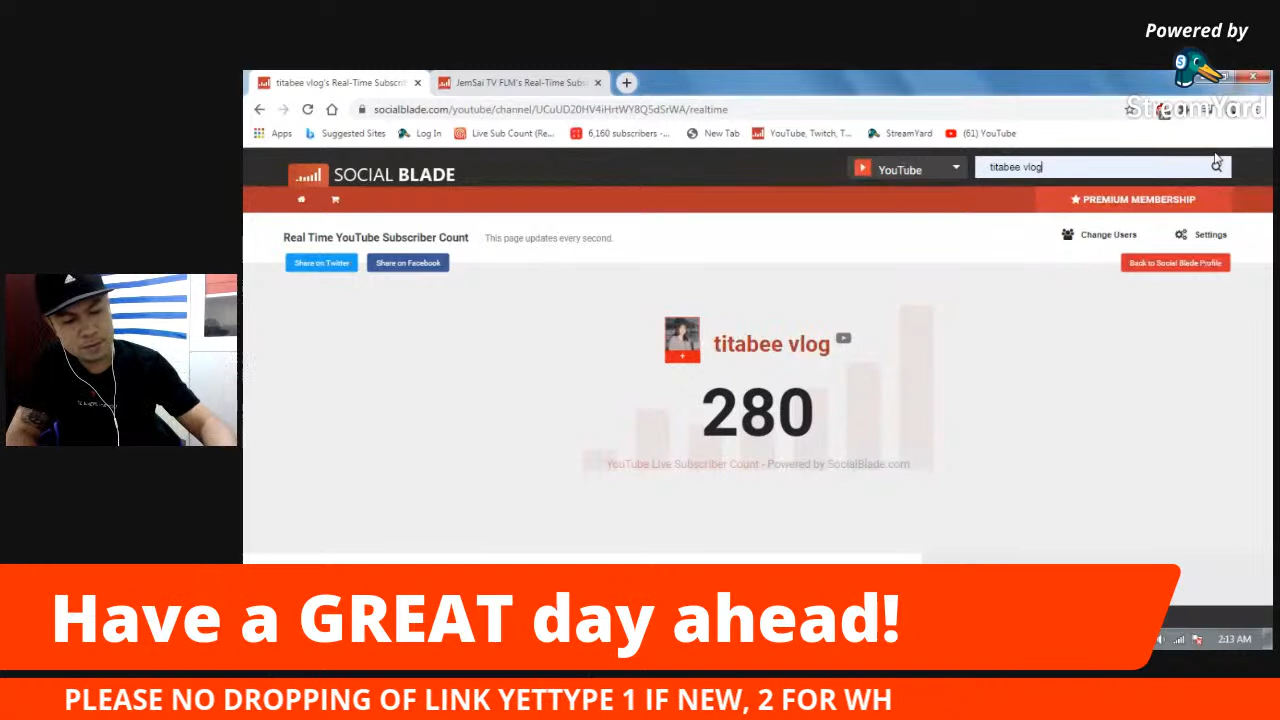 Powered by
StreamYard
titabee vlog's Real-Time Subscri
JemSai TV FLM's Real-Time Subs
socialblade.com/youtube/channel/UCuUD20HV4iHrtWY8Q5dSrWA/realtime
Apps Suggested Sites Log In Live Sub Count (Re... 6,160 subscribers -... New Tab YouTube, Twitch, T... StreamYard (61) YouTube
SOCIAL BLADE YouTube titabee vlog
PREMIUM MEMBERSHIP
Real Time YouTube Subscriber Count This page updates every second. Change Users Settings
Share on Twitter Share on Facebook Back to Social Blade Profile
titabee vlog
280
YouTube Live Subscriber Count - Powered by SocialBlade.com
Have a GREAT day ahead!
2:13 AM
PLEASE NO DROPPING OF LINK YETTYPE 1 IF NEW, 2 FOR WH